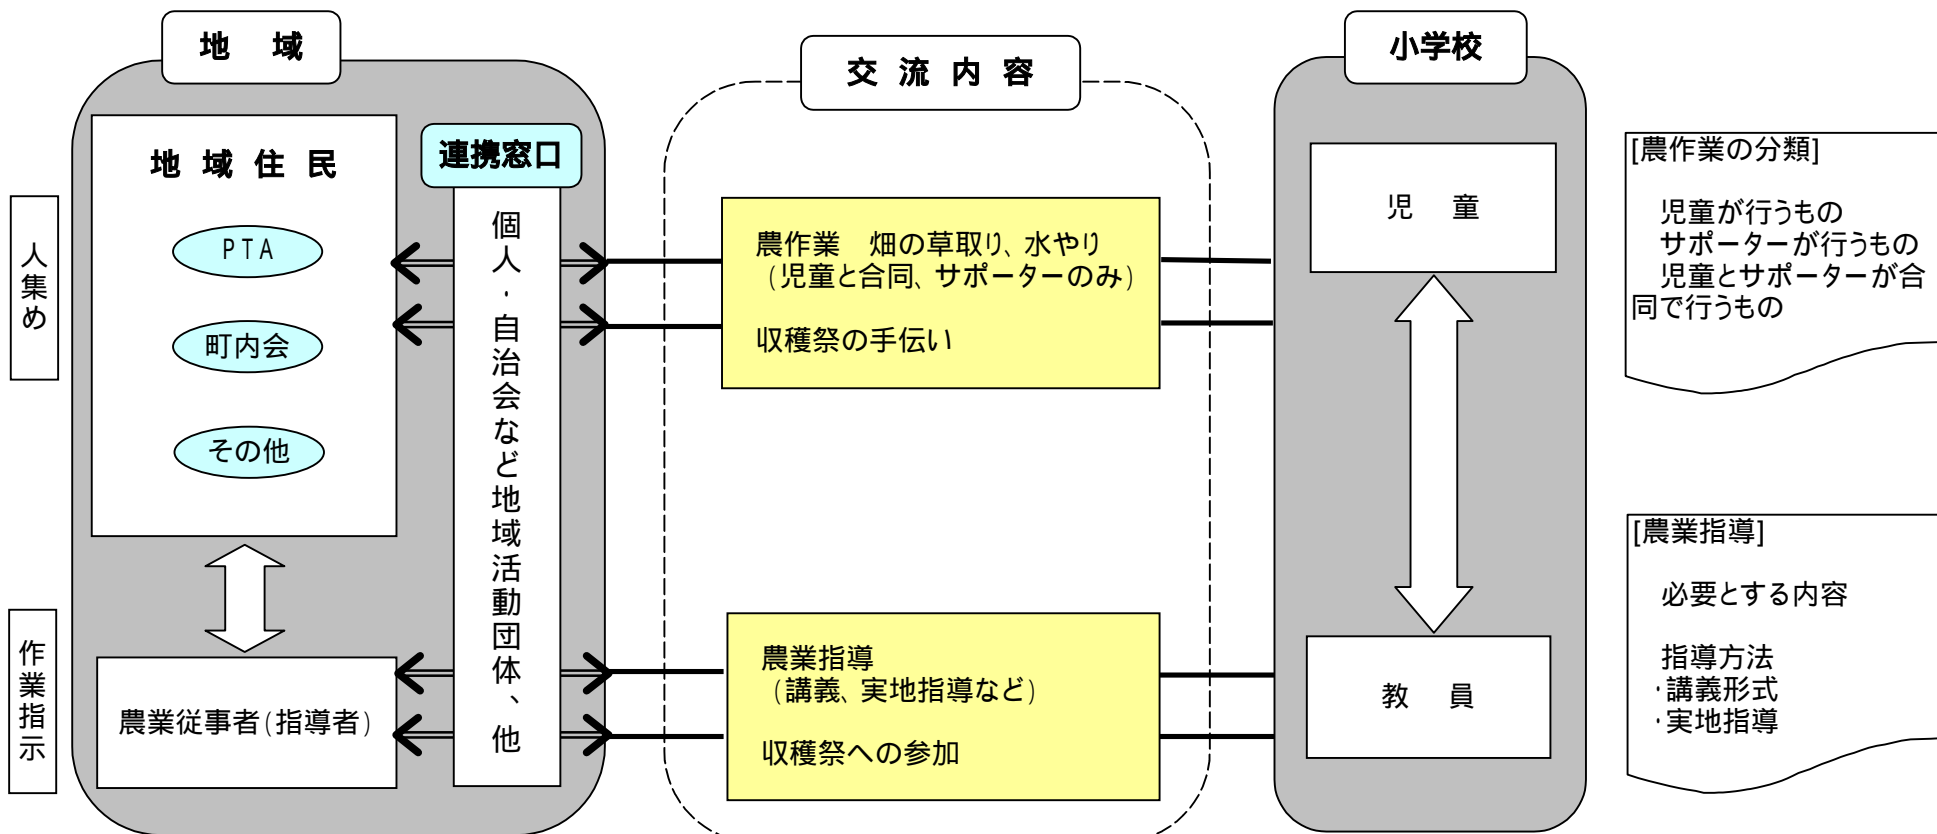 地 域
交 流 内 容
小学校
地 域 住 民
連携窓口
人集め
PTA
町内会
その他
個人・自治会など地域活動団体、他
農作業 畑の草取り、水やり
(児童と合同、サポーターのみ)
収穫祭の手伝い
児 童
[農作業の分類]
児童が行うもの
サポーターが行うもの
児童とサポーターが合
同で行うもの
作業指示
農業従事者(指導者)
農業指導
(講義、実地指導など)
収穫祭への参加
教 員
[農業指導]
必要とする内容
指導方法
・講義形式
・実地指導